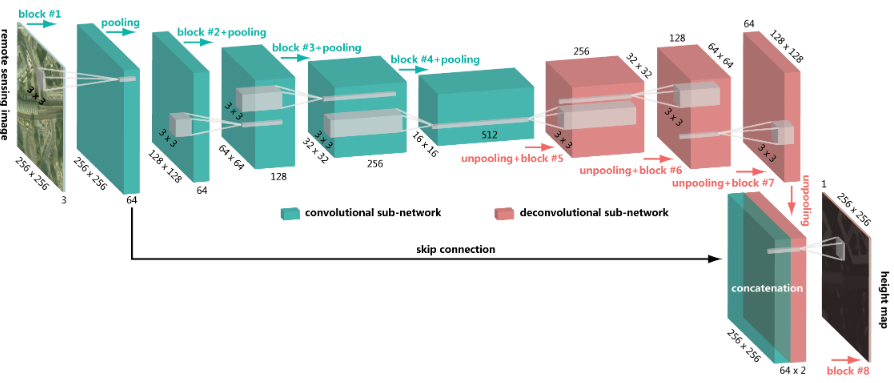 block #1
pooling
block #2+pooling
block #3+pooling
block #4+pooling
remote sensing image
3 x 3
256 x 256
3
256 x 256
64
3 x 3
128 x 128
64
3 x 3
64 x 64
128
3 x 3
32 x 32
256
16 x 16
512
256
32 x 32
3 x 3
unpooling+block #5
128
64 x 64
unpooling+block #6
64
128 x 128
3 x 3
unpooling+block #7
unpooling
convolutional sub-network
deconvolutional sub-network
skip connection
concatenation
256 x 256
64 x 2
1
256 x 256
height map
block #8